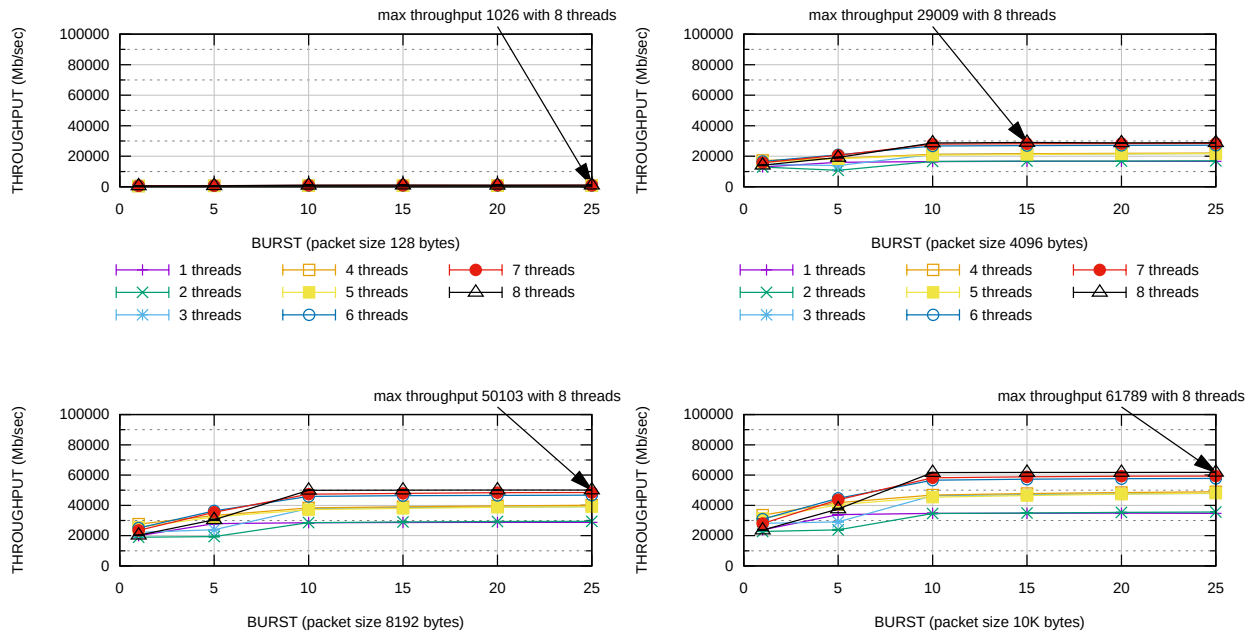 max throughput 1026 with 8 threads
THROUGHPUT (Mb/sec)
100000
80000
60000
40000
20000
0
0 5 10 15 20 25
BURST (packet size 128 bytes)
1 threads 4 threads 7 threads
2 threads 5 threads 8 threads
3 threads 6 threads
max throughput 29009 with 8 threads
THROUGHPUT (Mb/sec)
100000
80000
60000
40000
20000
0
0 5 10 15 20 25
BURST (packet size 4096 bytes)
1 threads 4 threads 7 threads
2 threads 5 threads 8 threads
3 threads 6 threads
max throughput 50103 with 8 threads
THROUGHPUT (Mb/sec)
100000
80000
60000
40000
20000
0
0 5 10 15 20 25
BURST (packet size 8192 bytes)
max throughput 61789 with 8 threads
THROUGHPUT (Mb/sec)
100000
80000
60000
40000
20000
0
0 5 10 15 20 25
BURST (packet size 10K bytes)